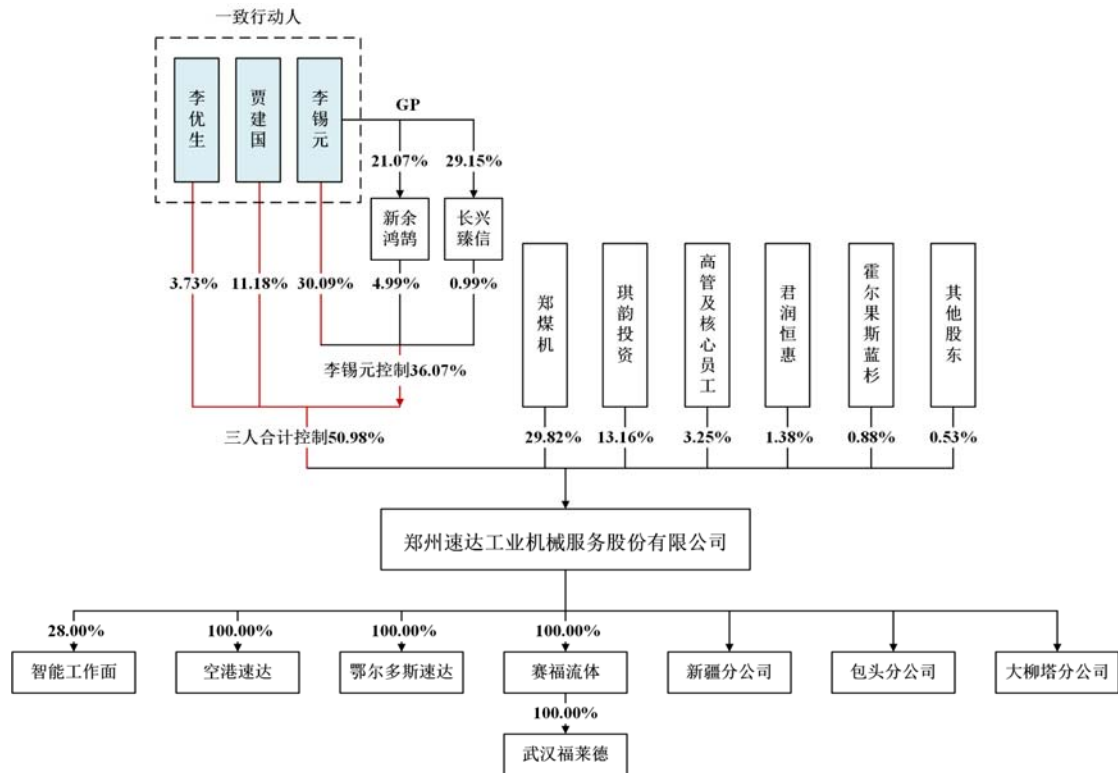 一致行动人
李优生
贾建国
李锡元
GP
21.07%
29.15%
新余
鸿鹄
长兴
臻信
3.73%
11.18%
30.09%
4.99%
0.99%
李锡元控制36.07%
三人合计控制50.98%
郑煤机
琪韵投资
高管及核心员工
君润恒惠
霍尔果斯蓝杉
其他股东
29.82%
13.16%
3.25%
1.38%
0.88%
0.53%
郑州速达工业机械服务股份有限公司
28.00%
100.00%
100.00%
100.00%
智能工作面
空港速达
鄂尔多斯速达
赛福流体
新疆分公司
包头分公司
大柳塔分公司
100.00%
武汉福莱德